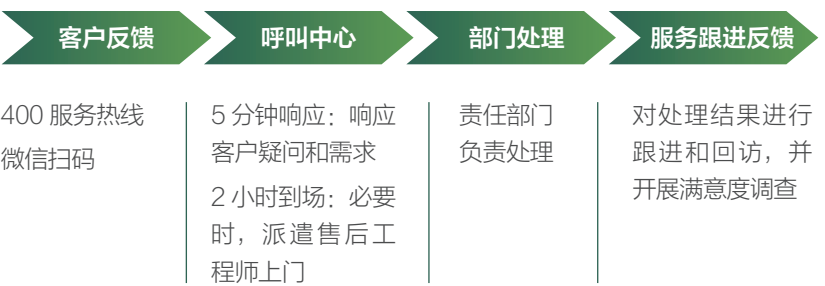 客户反馈
呼叫中心
部门处理
服务跟进反馈
400 服务热线
微信扫码
5 分钟响应：响应
客户疑问和需求
2 小时到场：必要
时，派遣售后工
程师上门
责任部门
负责处理
对处理结果进行
跟进和回访，并
开展满意度调查